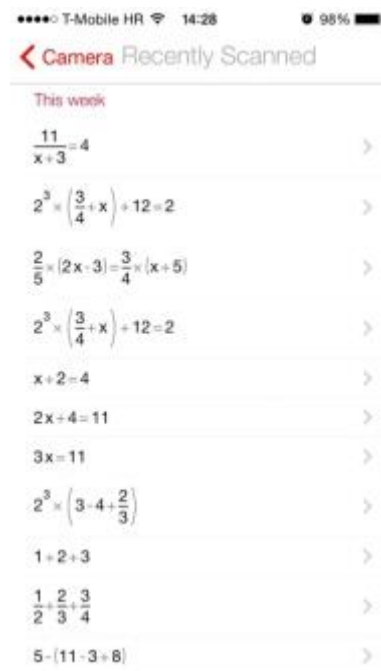 T-Mobile HR 14:28 98%
Camera Recently Scanned
This week
11/(x+3)=4
2³×(3/4+x)+12=2
2/5×(2x-3)=3/4×(x+5)
2³×(3/4+x)+12=2
x+2=4
2x+4=11
3x=11
2³×(3-4+2/3)
1+2+3
1/2+2/3+3/4
5-(11-3+8)